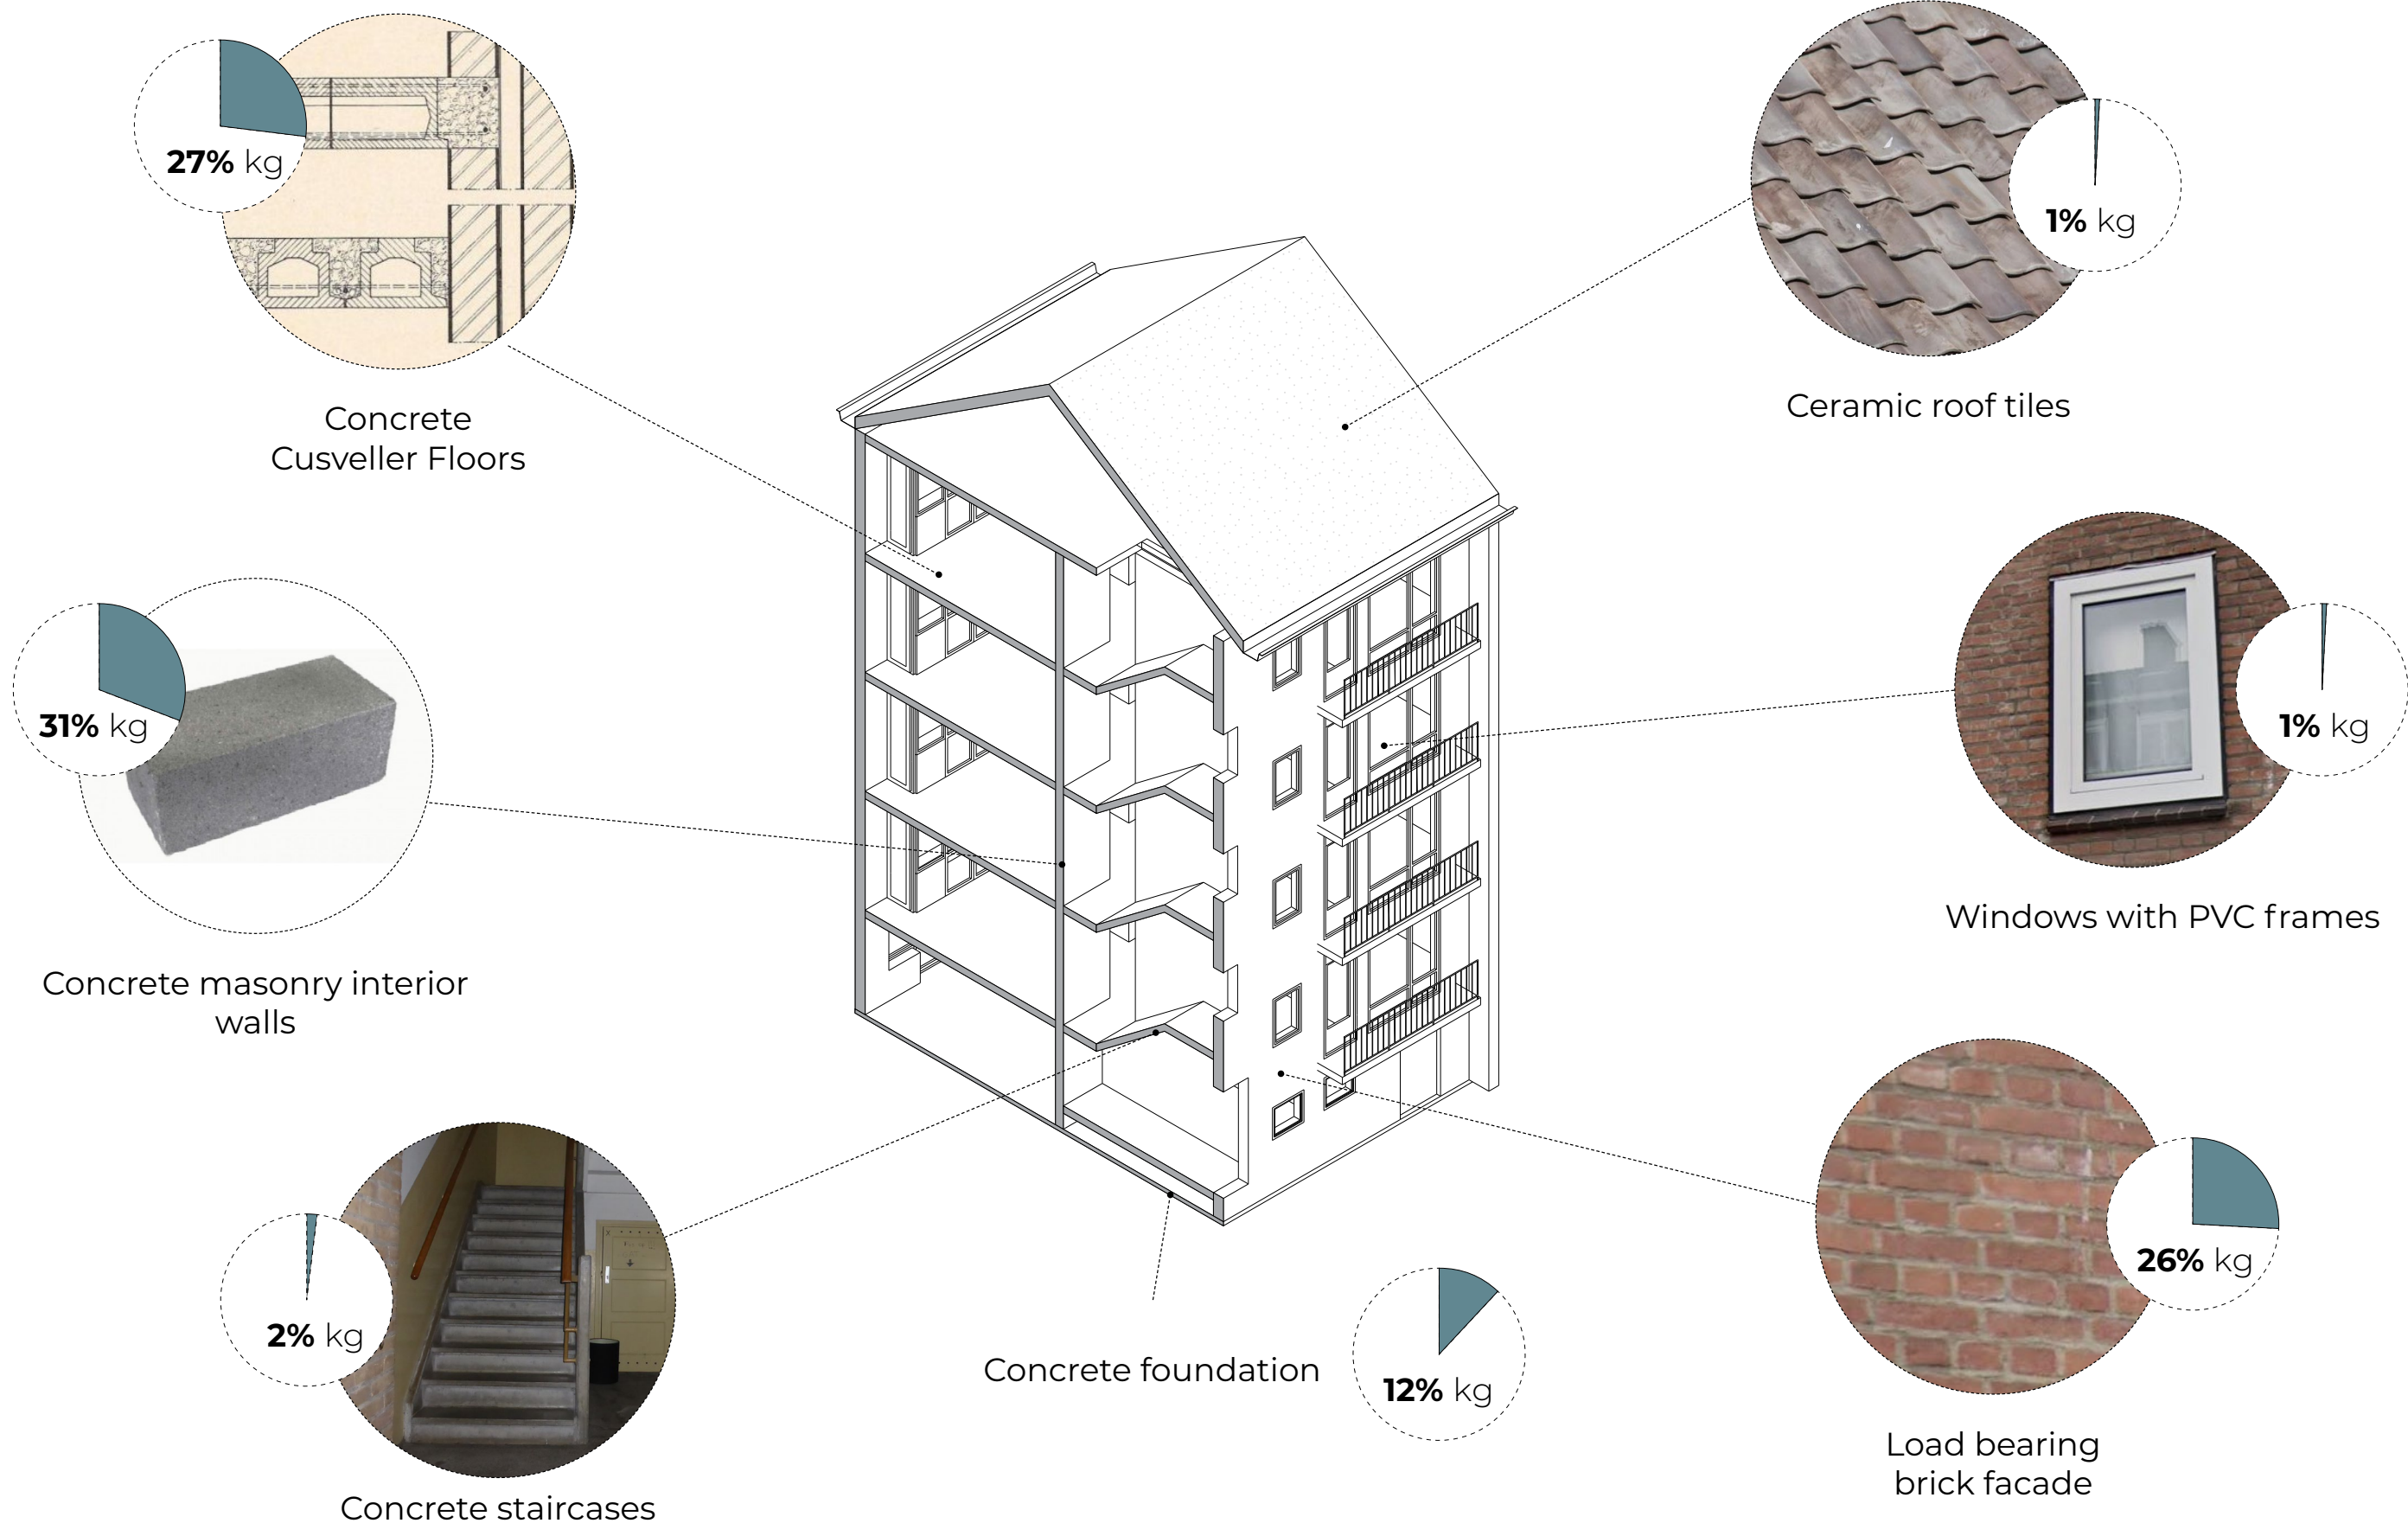 27% kg
Concrete
Cusveller Floors
1% kg
Ceramic roof tiles
31% kg
Concrete masonry interior
walls
1% kg
Windows with PVC frames
2% kg
Concrete staircases
Concrete foundation
12% kg
26% kg
Load bearing
brick facade